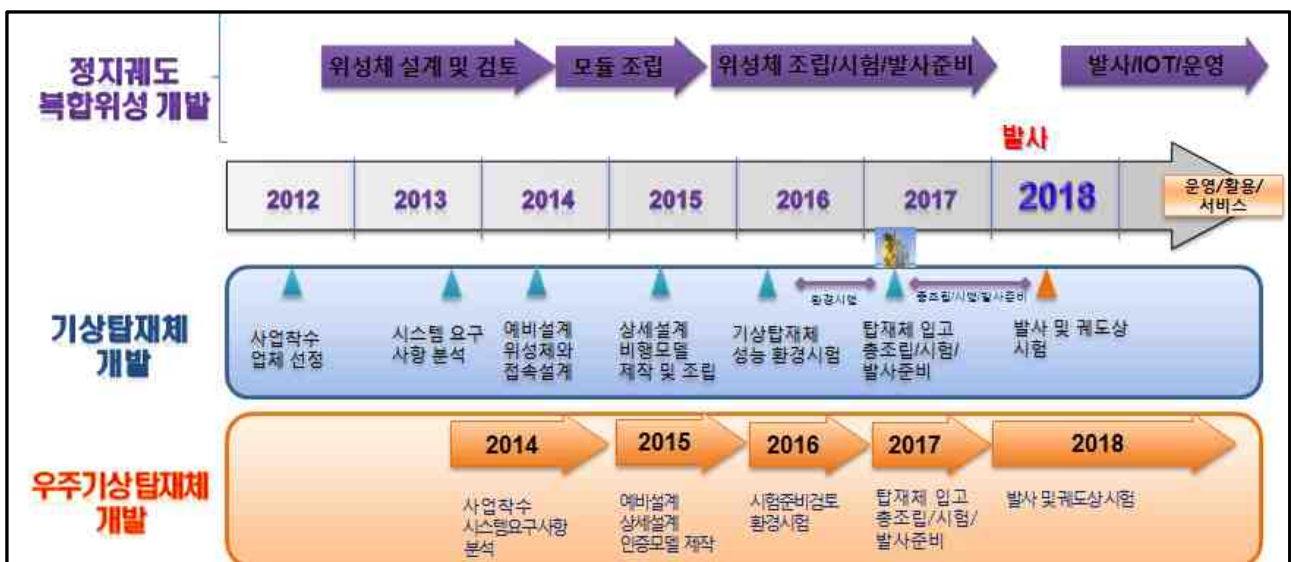 정지궤도
복합위성 개발
위성체 설계 및 검토
모듈 조립
위성체 조립/시험/발사준비
발사/IOT/운영
발사
2012
2013
2014
2015
2016
2017
2018
운영/활용/
서비스
기상탑재체
개발
환경시험
총조립/시험/발사준비
사업착수
업체 선정
시스템 요구
사항 분석
예비설계
위성체와
접속설계
상세설계
비행모델
제작 및 조립
기상탑재체
성능 환경시험
탑재체 입고
총조립/시험/
발사준비
발사 및 궤도상
시험
우주기상탑재체
개발
2014
2015
2016
2017
2018
사업착수
시스템요구사항
분석
예비설계
상세설계
인증모델 제작
시험준비검토
환경시험
탑재체 입고
총조립/시험/
발사준비
발사 및궤도상시험